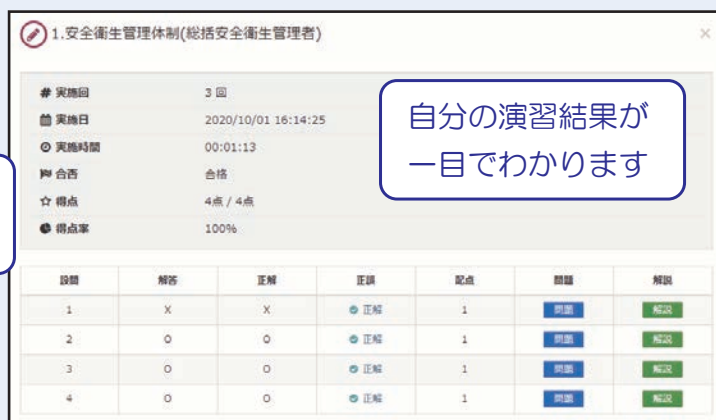 1.安全衛生管理体制(総括安全衛生管理者)
×
# 実施回 3 回
実施日 2020/10/01 16:14:25
実施時間 00:01:13
合否 合格
得点 4点 / 4点
得点率 100%
自分の演習結果が
一目でわかります
設問 解答 正解 正誤 配点 問題 解説
1 X X 正解 1 問題 解説
2 O O 正解 1 問題 解説
3 O O 正解 1 問題 解説
4 O O 正解 1 問題 解説